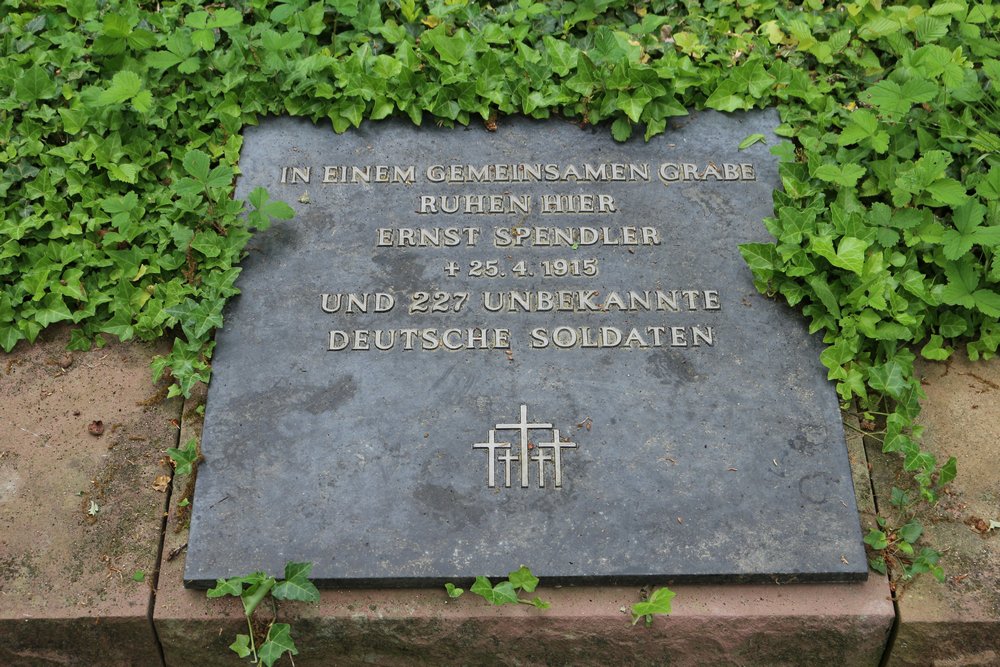 IN EINEM GEMEINSAMEN GRABE
RUHEN HIER
ERNST SPENDLER
✝ 25. 4. 1915
UND 227 UNBEKANNTE
DEUTSCHE SOLDATEN